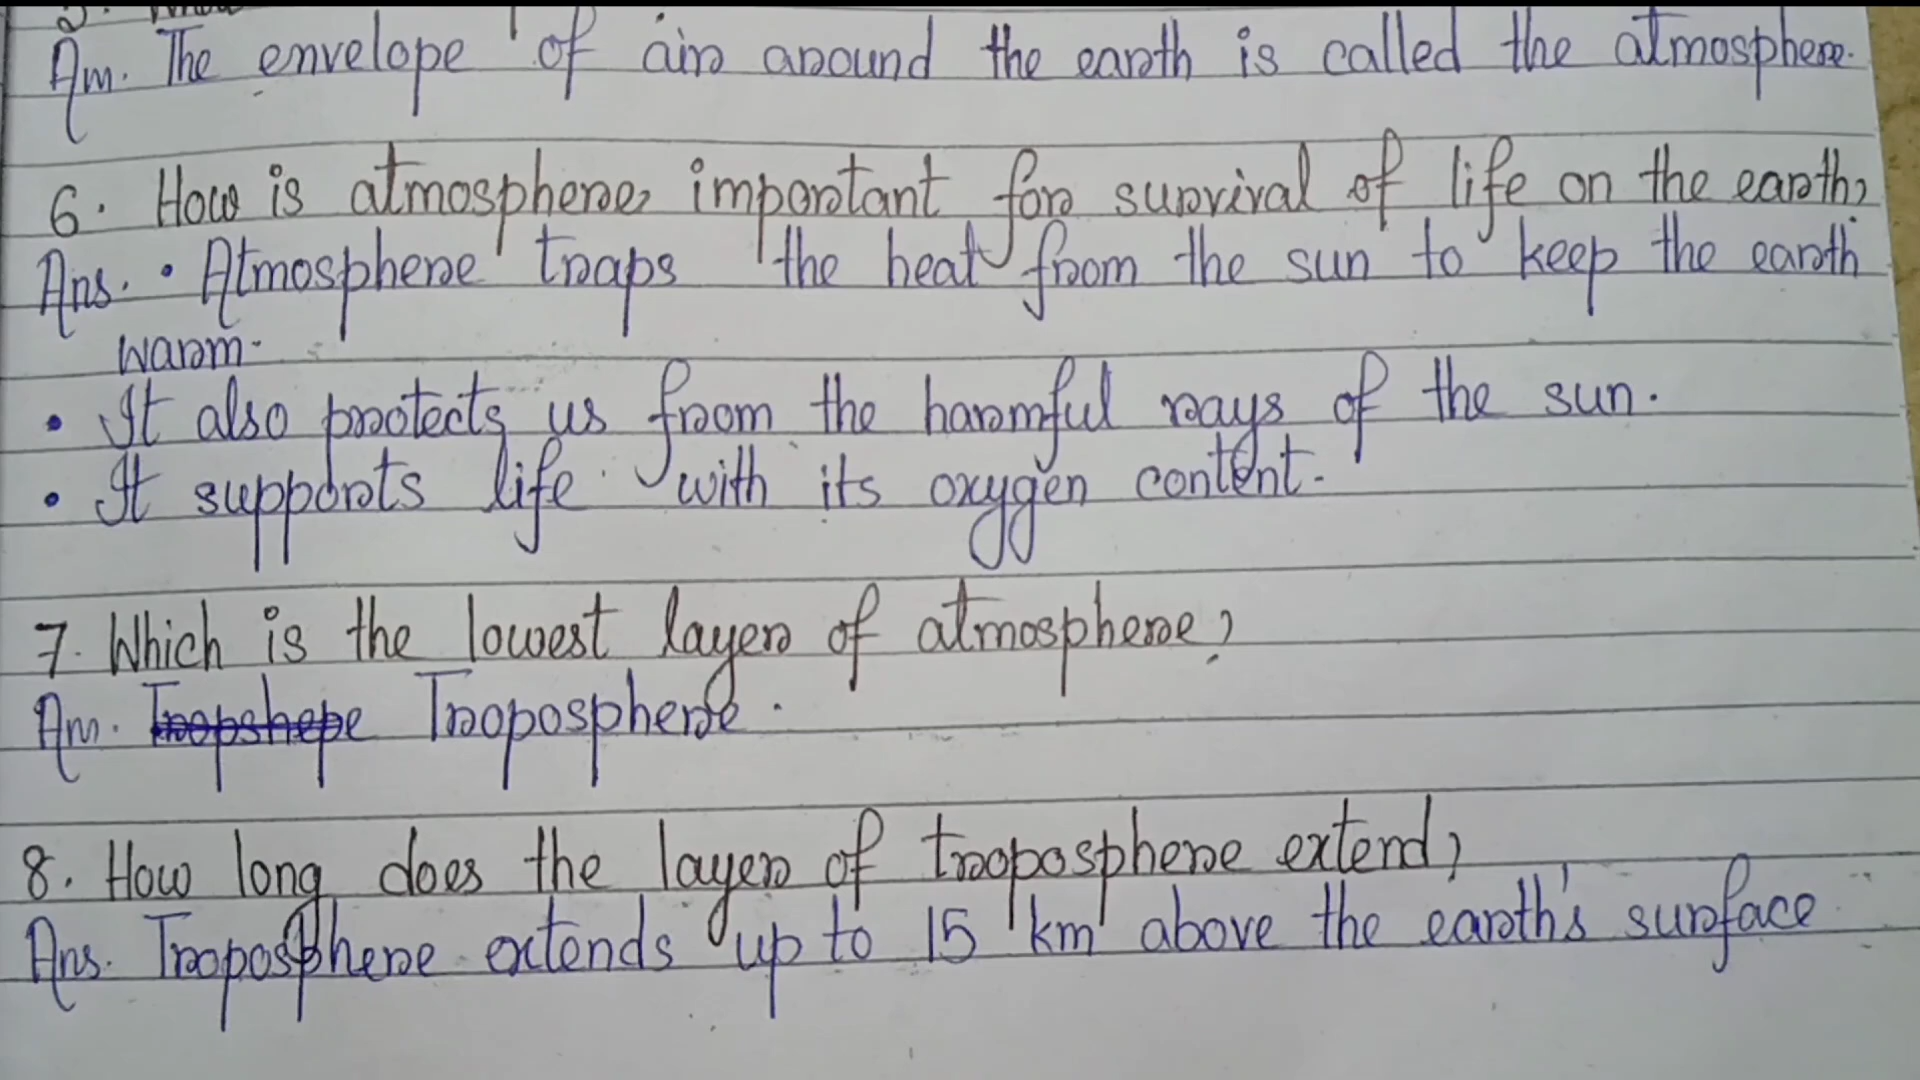 Ans. The envelope of air around the earth is called the atmosphere.
6. How is atmosphere important for survival of life on the earth?
Ans. • Atmosphere traps the heat from the sun to keep the earth
warm.
• It also protects us from the harmful rays of the sun.
• It supports life with its oxygen content.
7. Which is the lowest layer of atmosphere?
Ans. Troposphere.
8. How long does the layer of troposphere extend?
Ans. Troposphere extends up to 15 km above the earth's surface